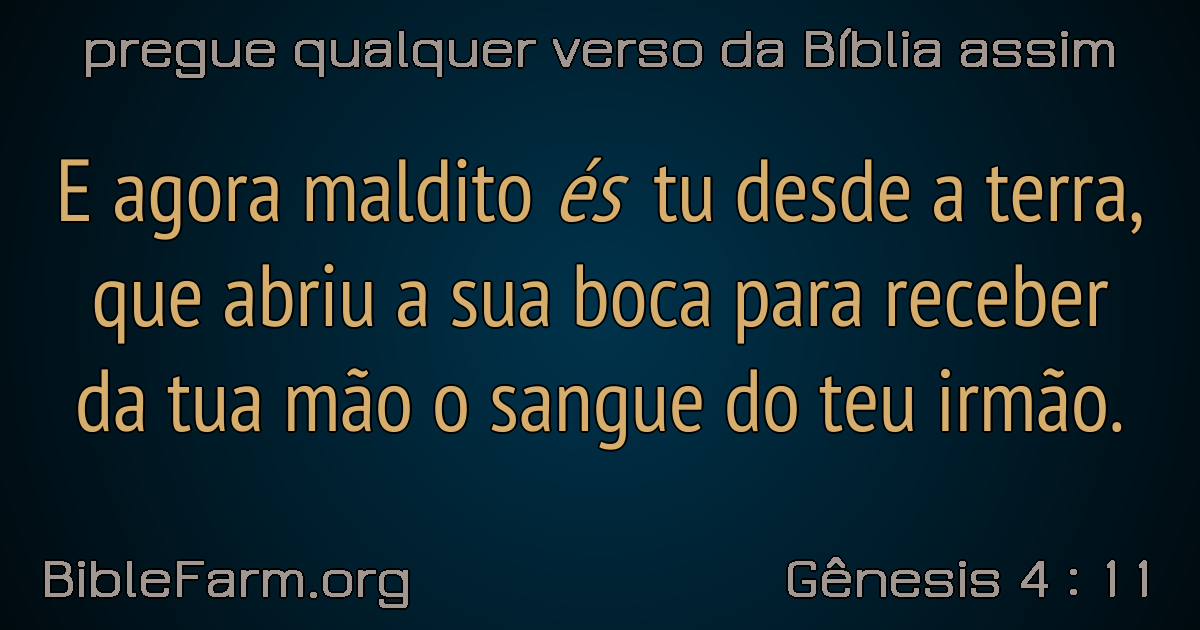 pregue qualquer verso da Bíblia assim
E agora maldito és tu desde a terra,
que abriu a sua boca para receber
da tua mão o sangue do teu irmão.
BibleFarm.org
Gênesis 4 : 11